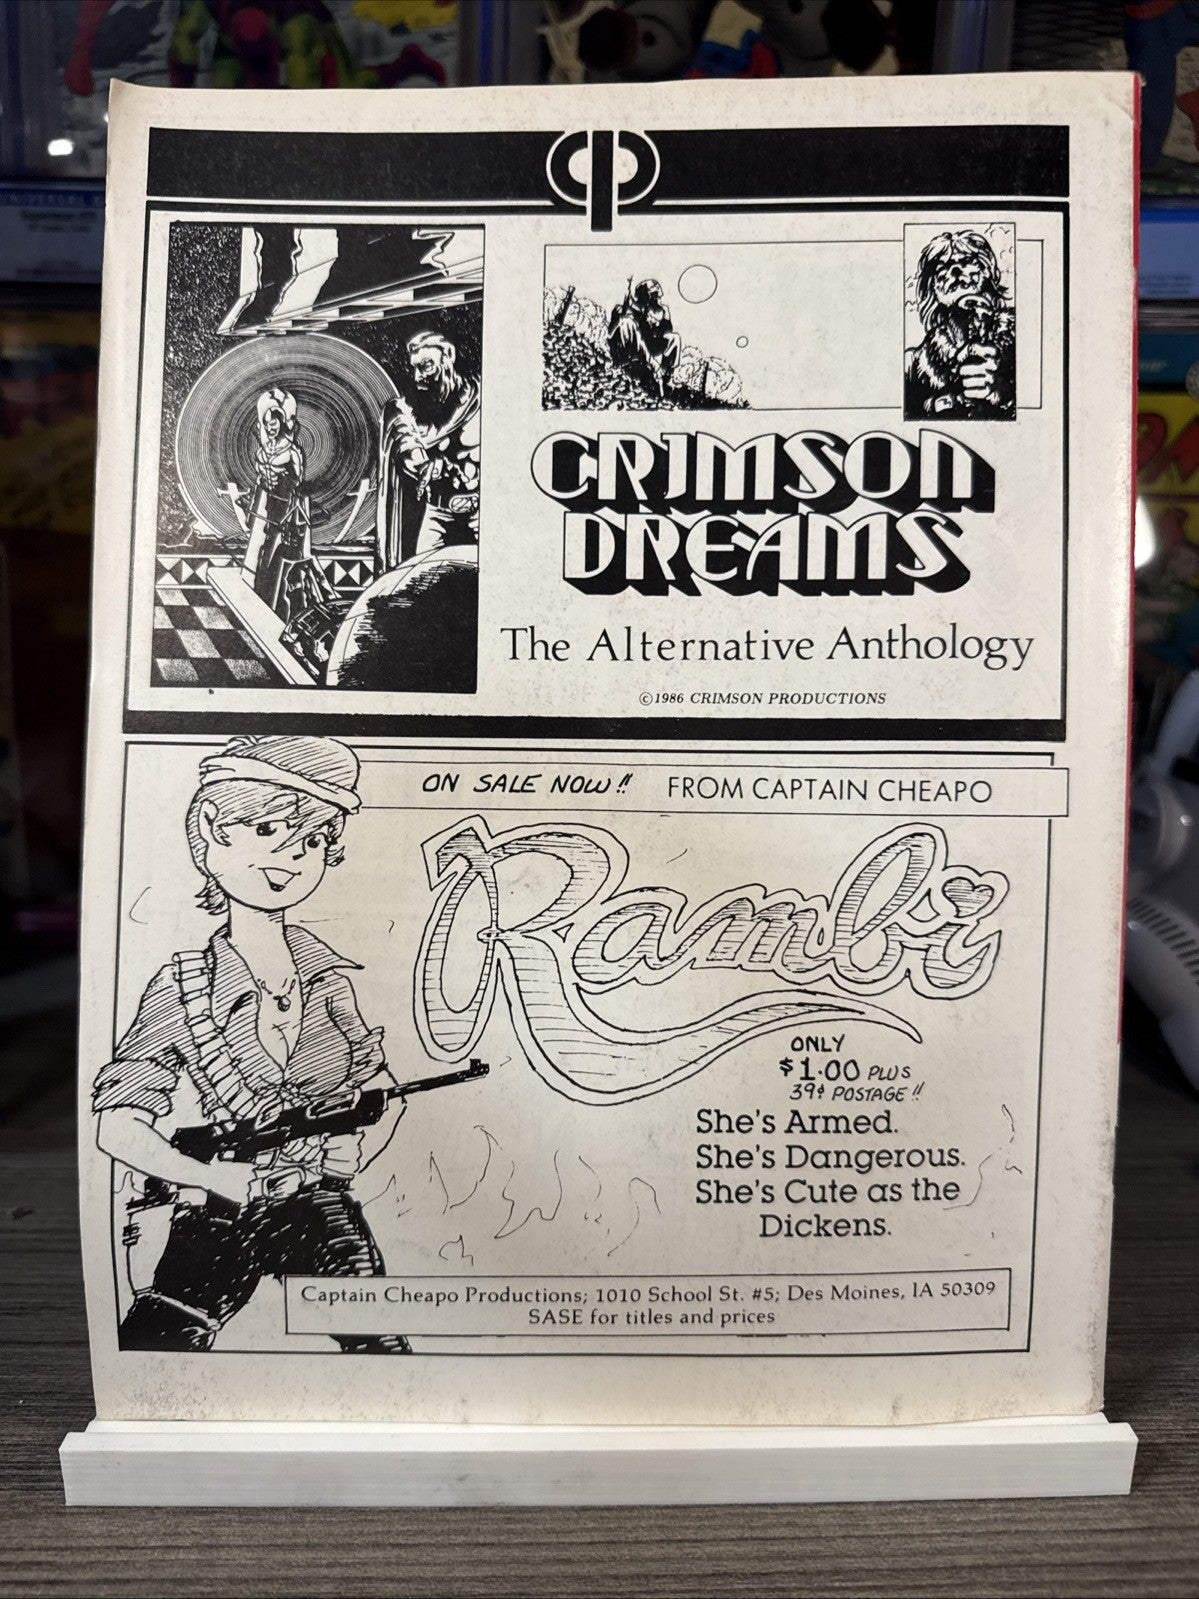 CRIMSON
DREAMS
The Alternative Anthology
©1986 CRIMSON PRODUCTIONS
ON SALE NOW!! FROM CAPTAIN CHEAPO
Rambi
ONLY
$1.00 PLUS
39¢ POSTAGE!!
She's Armed.
She's Dangerous.
She's Cute as the
Dickens.
Captain Cheapo Productions; 1010 School St. #5; Des Moines, IA 50309
SASE for titles and prices